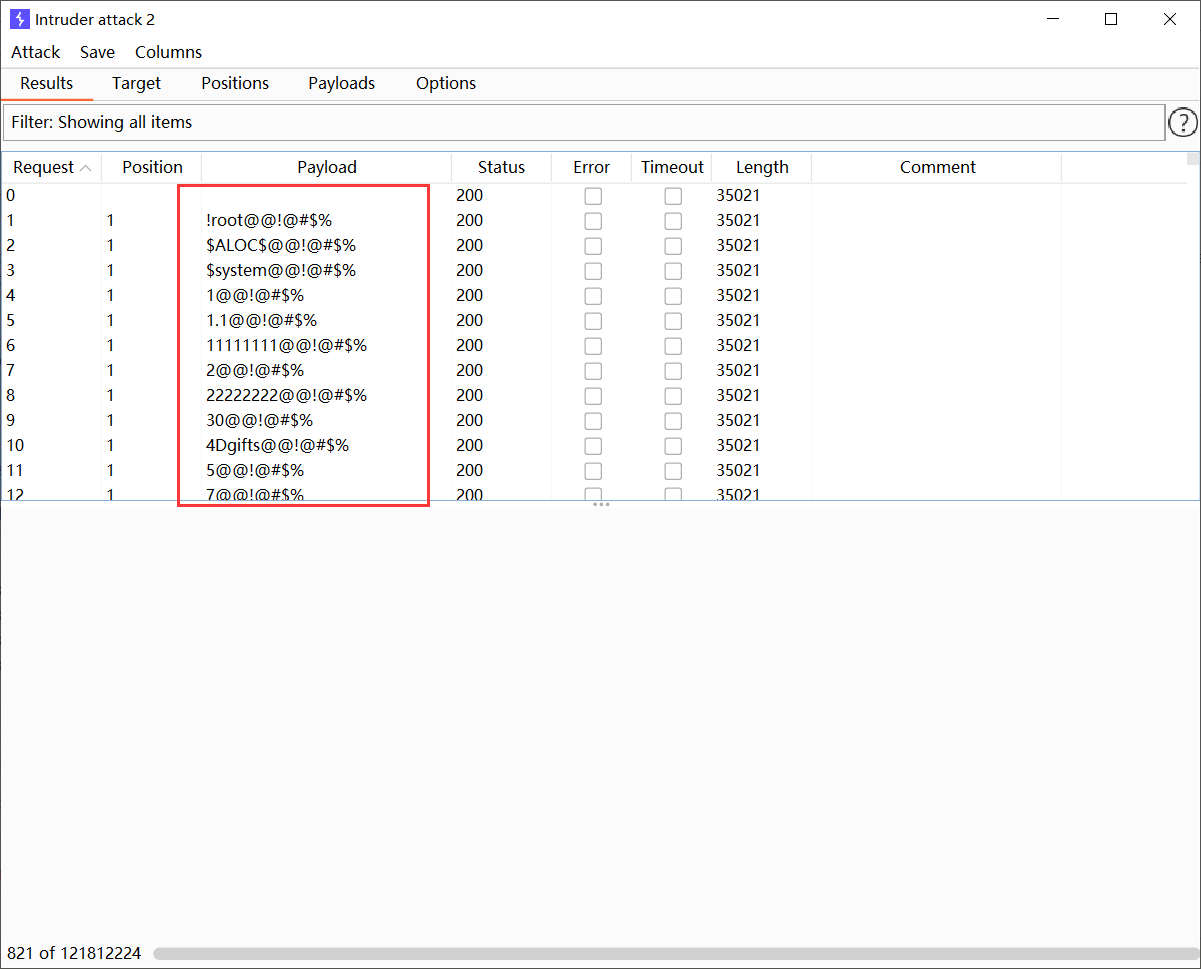 Intruder attack 2
Attack Save Columns
Results Target Positions Payloads Options
Filter: Showing all items
?
Request Position Payload Status Error Timeout Length Comment
0 200 35021
1 1 !root@@!@#$% 200 35021
2 1 $ALOC$@@!@#$% 200 35021
3 1 $system@@!@#$% 200 35021
4 1 1@@!@#$% 200 35021
5 1 1.1@@!@#$% 200 35021
6 1 11111111@@!@#$% 200 35021
7 1 2@@!@#$% 200 35021
8 1 22222222@@!@#$% 200 35021
9 1 30@@!@#$% 200 35021
10 1 4Dgifts@@!@#$% 200 35021
11 1 5@@!@#$% 200 35021
12 1 7@@!@#$% 200 35021
821 of 121812224